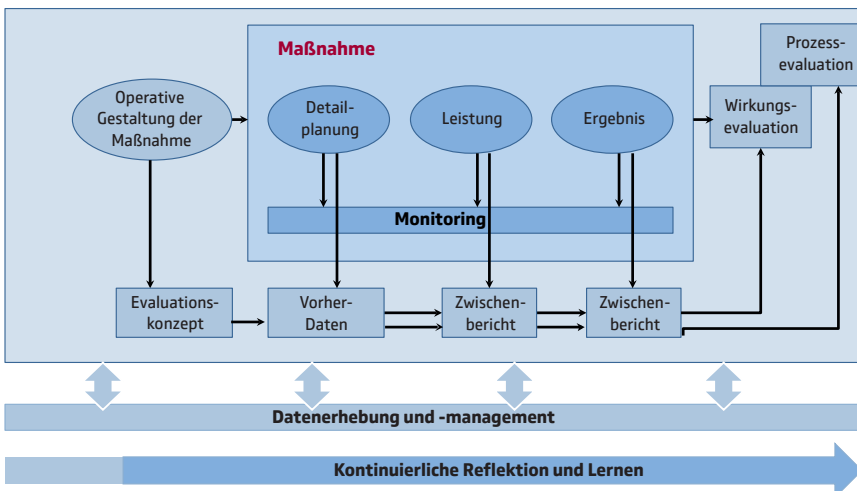 Maßnahme
Prozess-
evaluation
Operative
Gestaltung der
Maßnahme
Detail-
planung
Leistung
Ergebnis
Wirkungs-
evaluation
Monitoring
Evaluations-
konzept
Vorher-
Daten
Zwischen-
bericht
Zwischen-
bericht
Datenerhebung und -management
Kontinuierliche Reflektion und Lernen